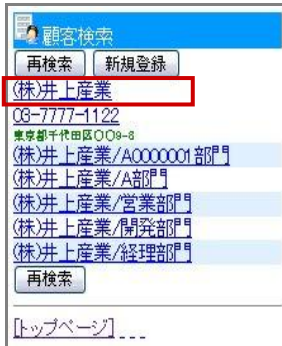 顧客検索
再検索 新規登録
(株)井上産業
03-7777-1122
東京都千代田区〇〇9-8
(株)井上産業/A0000001部門
(株)井上産業/A部門
(株)井上産業/営業部門
(株)井上産業/開発部門
(株)井上産業/経理部門
再検索
[トップページ]